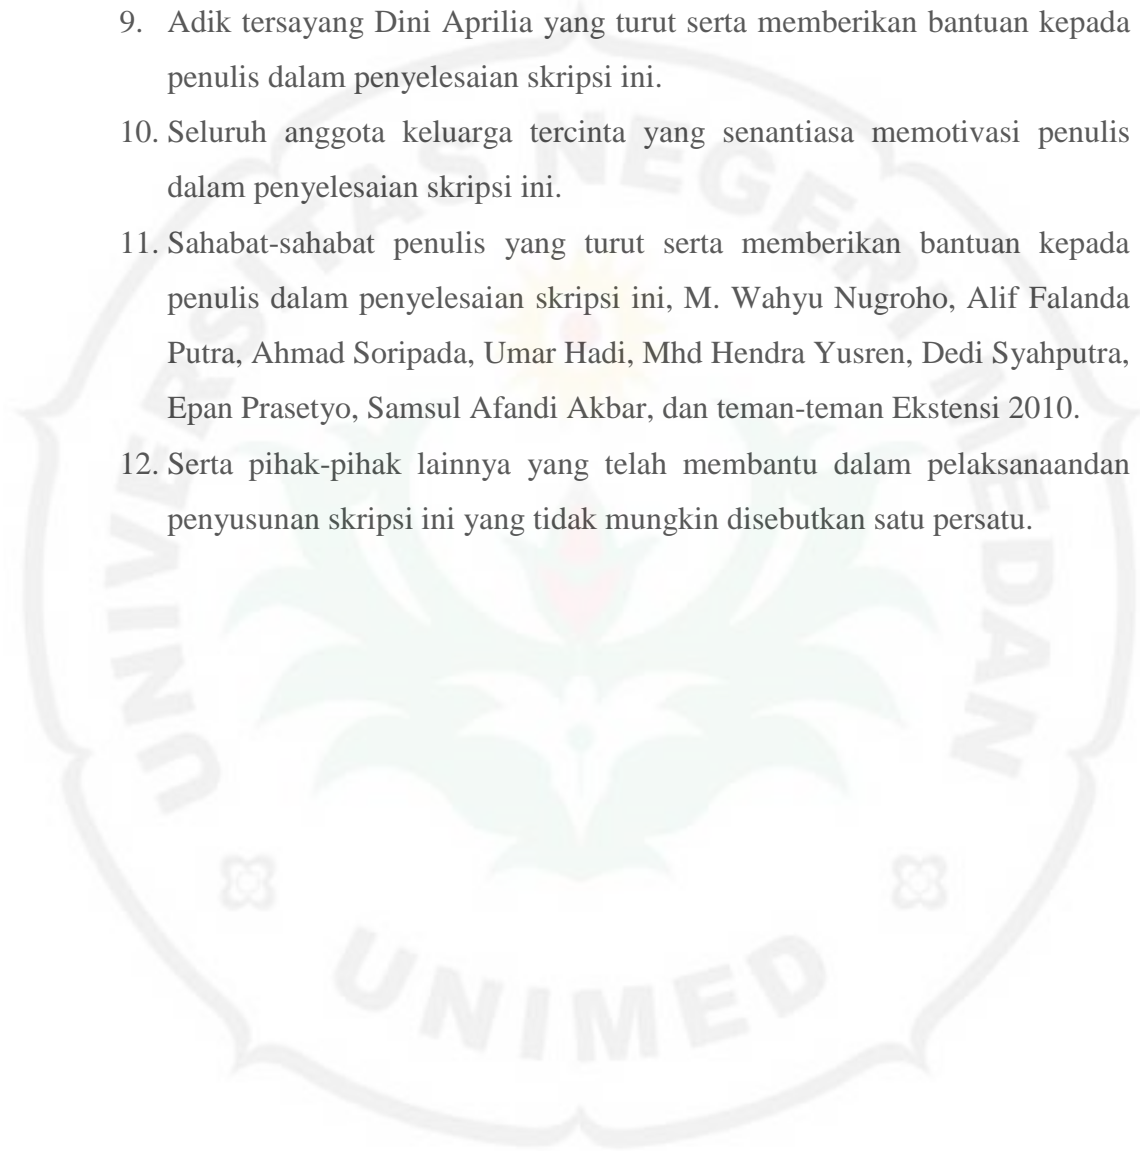 9. Adik tersayang Dini Aprilia yang turut serta memberikan bantuan kepada
penulis dalam penyelesaian skripsi ini.
10. Seluruh anggota keluarga tercinta yang senantiasa memotivasi penulis
dalam penyelesaian skripsi ini.
11. Sahabat-sahabat penulis yang turut serta memberikan bantuan kepada
penulis dalam penyelesaian skripsi ini, M. Wahyu Nugroho, Alif Falanda
Putra, Ahmad Soripada, Umar Hadi, Mhd Hendra Yusren, Dedi Syahputra,
Epan Prasetyo, Samsul Afandi Akbar, dan teman-teman Ekstensi 2010.
12. Serta pihak-pihak lainnya yang telah membantu dalam pelaksanaandan
penyusunan skripsi ini yang tidak mungkin disebutkan satu persatu.
UNIVERSITAS NEGERI MEDAN
UNIMED